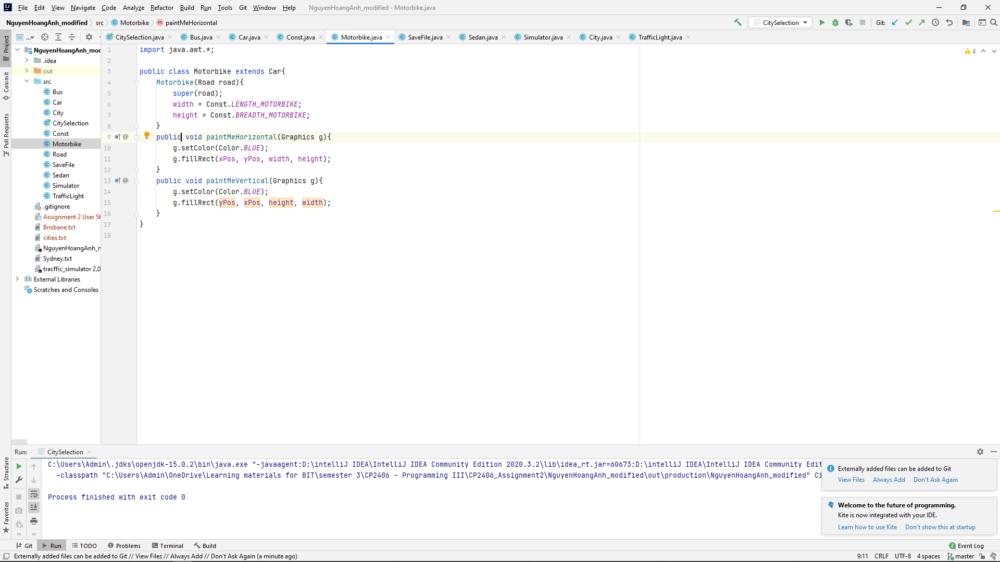 File Edit View Navigate Code Analyze Refactor Build Run Tools Git Window Help NguyenHoangAnh_modified - Motorbike.java
NguyenHoangAnh_modified src Motorbike paintMeHorizontal CitySelection Git:
CitySelection.java Bus.java Car.java Const.java Motorbike.java SaveFile.java Sedan.java Simulator.java City.java TrafficLight.java
Project
Commit
Pull Requests
Structure
Favorites
NguyenHoangAnh_mod
.idea
out
src
Bus
Car
City
CitySelection
Const
Motorbike
Road
SaveFile
Sedan
Simulator
TrafficLight
.gitignore
Assignment 2 User St
Brisbane.txt
cities.txt
NguyenHoangAnh_m
Sydney.txt
tracffic_simulator 2.0
External Libraries
Scratches and Consoles
4
1 import java.awt.*;
2
3 public class Motorbike extends Car{
4 Motorbike(Road road){
5 super(road);
6 width = Const.LENGTH_MOTORBIKE;
7 height = Const.BREADTH_MOTORBIKE;
8 }
9 @ public void paintMeHorizontal(Graphics g){
10 g.setColor(Color.BLUE);
11 g.fillRect(xPos, yPos, width, height);
12 }
13 @ public void paintMeVertical(Graphics g){
14 g.setColor(Color.BLUE);
15 g.fillRect(yPos, xPos, height, width);
16 }
17 }
18
Run: CitySelection
C:\Users\Admin\.jdks\openjdk-15.0.2\bin\java.exe "-javaagent:D:\intelliJ IDEA\IntelliJ IDEA Community Edition 2020.3.2\lib\idea_rt.jar=60673:D:\intelliJ IDEA\IntelliJ IDEA Community Edit
-classpath "C:\Users\Admin\OneDrive\Learning materials for BIT\semester 3\CP2406 - Programming III\CP2406_Assignment2\NguyenHoangAnh_modified\out\production\NguyenHoangAnh_modified" Ci
Process finished with exit code 0
Externally added files can be added to Git
View Files Always Add Don't Ask Again
Welcome to the future of programming.
Kite is now integrated with your IDE.
Learn how to use Kite Don't show this at startup
Git Run TODO Problems Terminal Build 2 Event Log
Externally added files can be added to Git // View Files // Always Add // Don't Ask Again (a minute ago) 9:11 CRLF UTF-8 4 spaces master